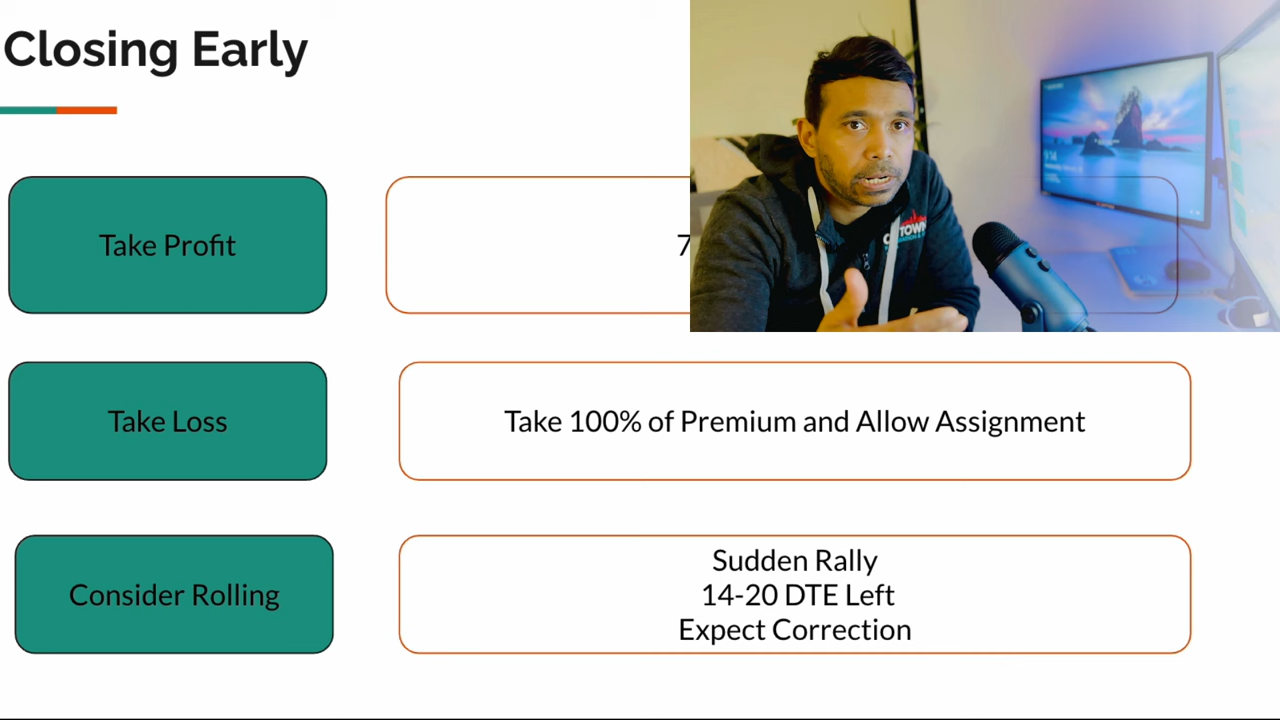 Closing Early
Take Profit
7
Take Loss
Take 100% of Premium and Allow Assignment
Consider Rolling
Sudden Rally
14-20 DTE Left
Expect Correction